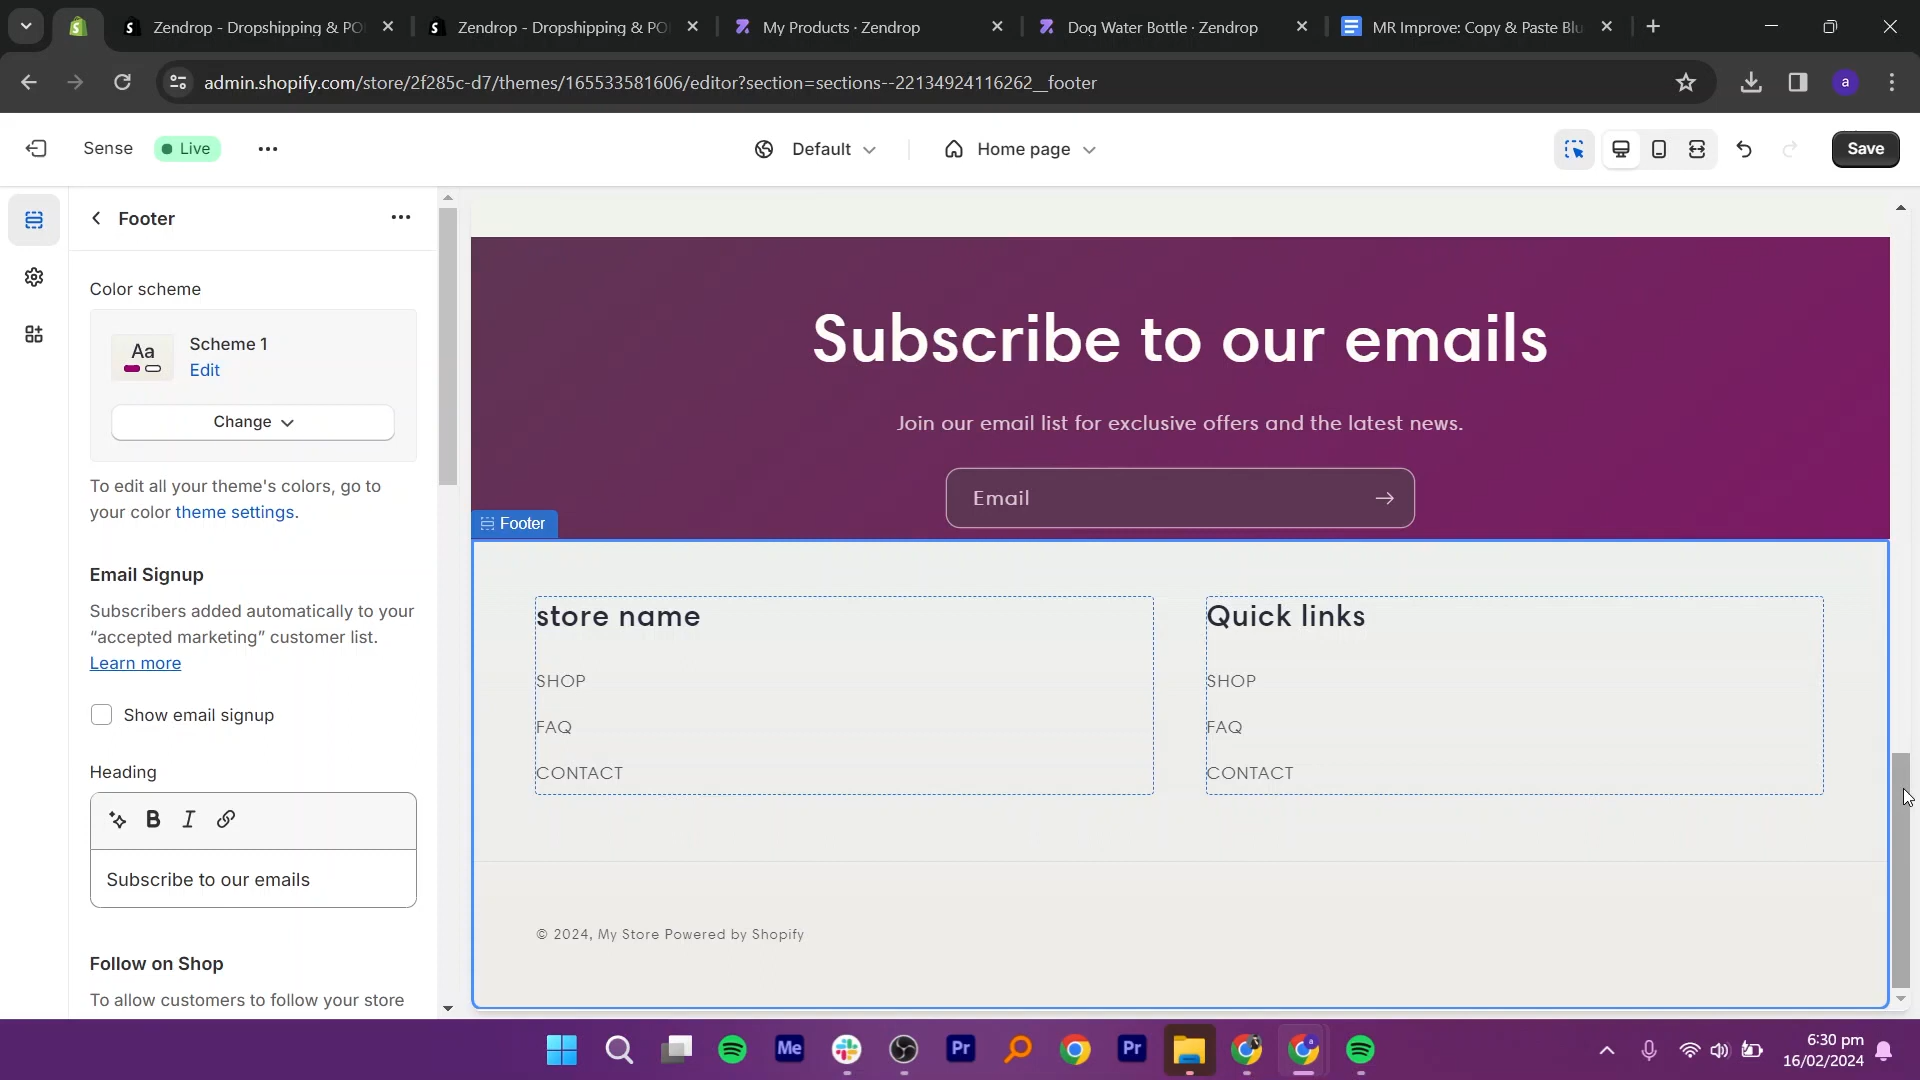 Zendrop - Dropshipping & PO
Zendrop - Dropshipping & PO
My Products · Zendrop
Dog Water Bottle · Zendrop
MR Improve: Copy & Paste Blu
admin.shopify.com/store/2f285c-d7/themes/165533581606/editor?section=sections--22134924116262__footer
a
Sense
Live
Default
Home page
Save
Footer
Color scheme
Aa
Scheme 1
Edit
Change
To edit all your theme's colors, go to
your color theme settings.
Email Signup
Subscribers added automatically to your
“accepted marketing” customer list.
Learn more
Show email signup
Heading
B I
Subscribe to our emails
Follow on Shop
To allow customers to follow your store
Subscribe to our emails
Join our email list for exclusive offers and the latest news.
Email
Footer
store name
SHOP
FAQ
CONTACT
Quick links
SHOP
FAQ
CONTACT
© 2024, My Store Powered by Shopify
Me
Pr
Pr
a
6:30 pm
16/02/2024